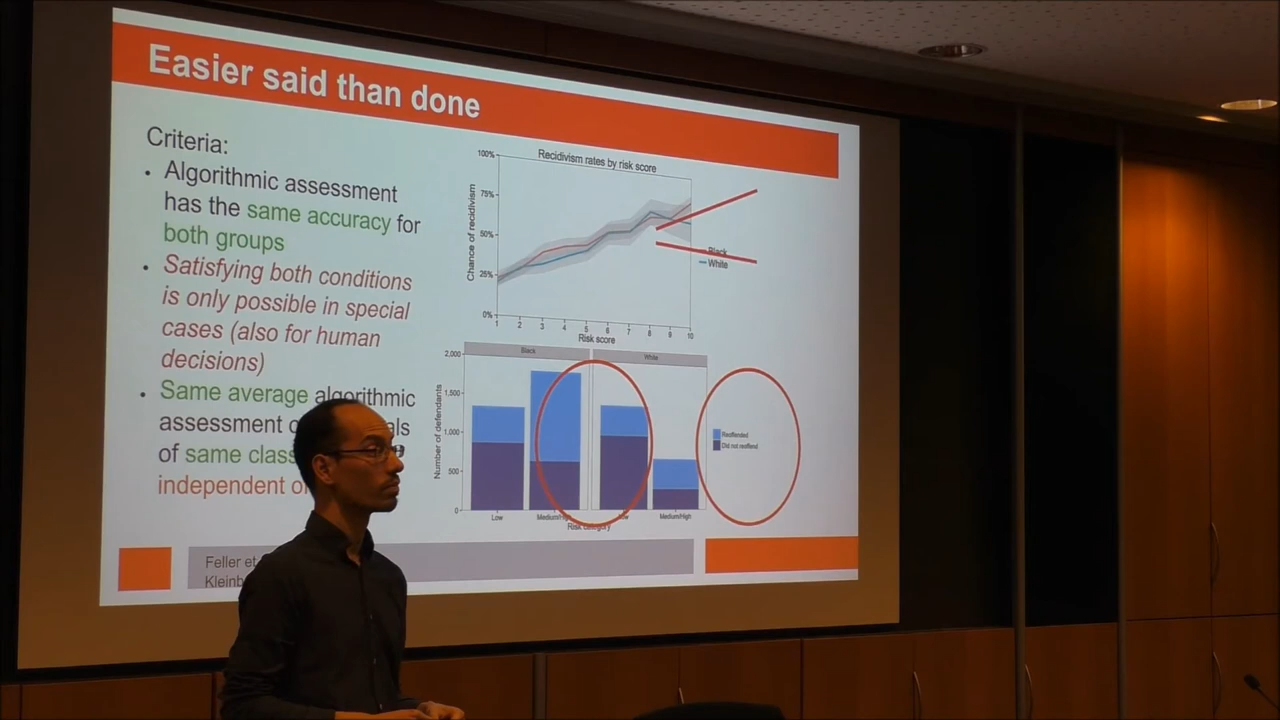 Easier said than done
Criteria:
• Algorithmic assessment
has the same accuracy for
both groups
• Satisfying both conditions
is only possible in special
cases (also for human
decisions)
• Same average algorithmic
assessment
of same class
independent
Feller et
Recidivism rates by risk score
Chance of recidivism
100%
75%
50%
25%
0%
1 2 3 4 5 6 7 8 9 10
Risk score
Black
White
Black White
Number of defendants
2,000
1,500
1,000
500
0
Low Medium/High Low Medium/High
Risk category
Reoffended
Did not reoffend